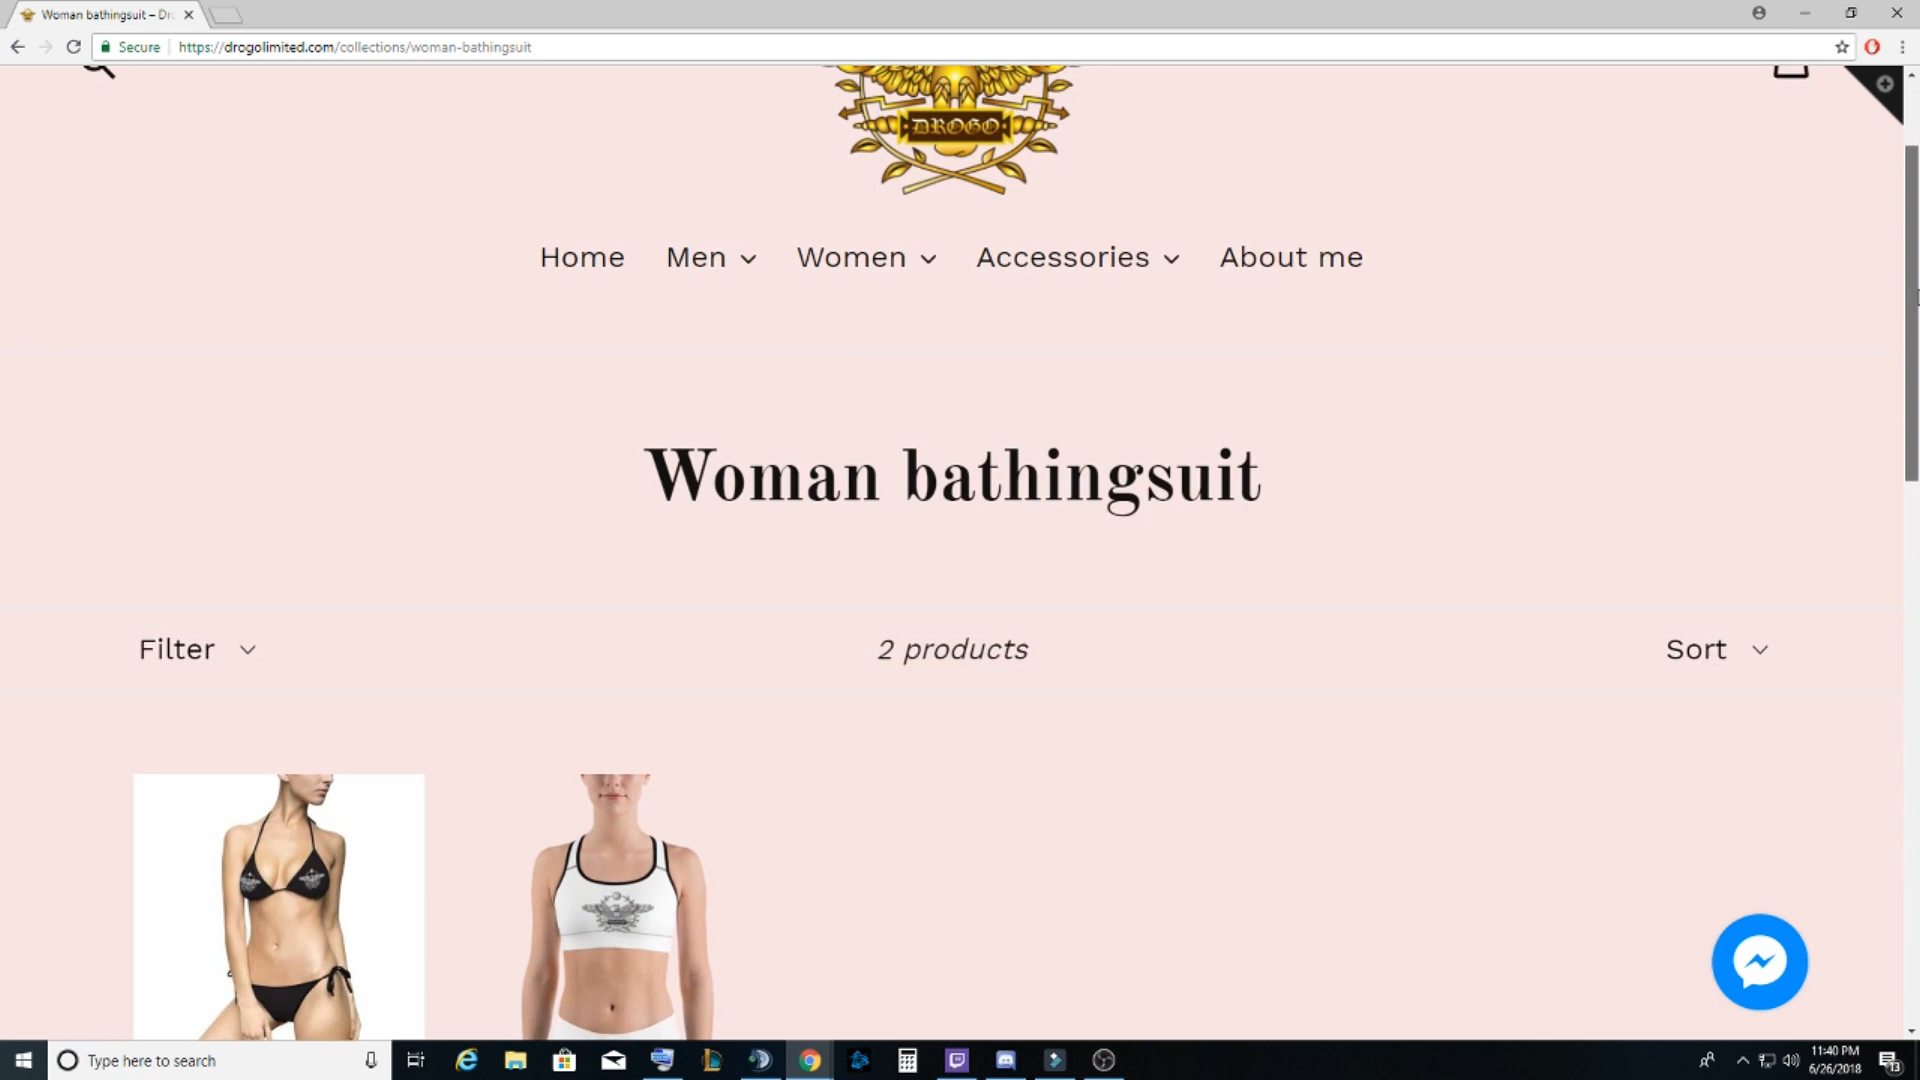 Woman bathingsuit – Dr
Secure
https://drogolimited.com/collections/woman-bathingsuit
DROGO
Home Men Women Accessories About me
Woman bathingsuit
Filter 2 products Sort
Type here to search
11:40 PM
6/26/2018
13